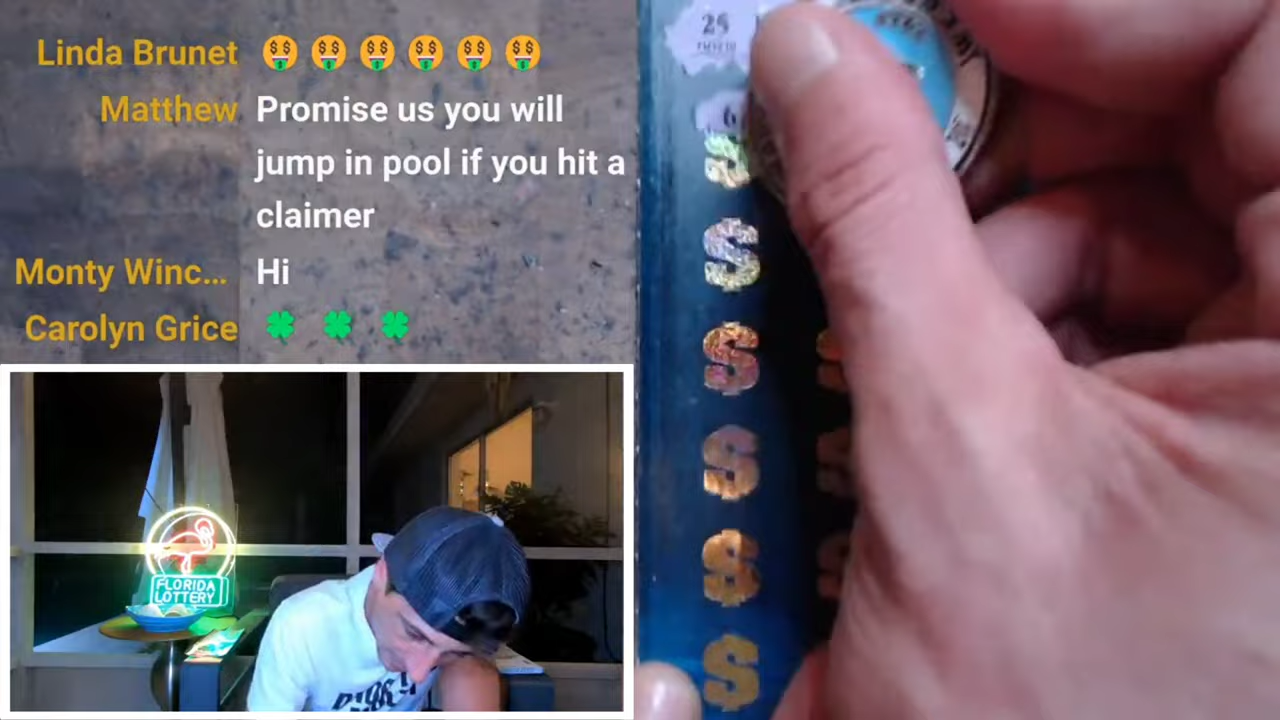 Linda Brunet 🤑 🤑 🤑 🤑 🤑 🤑
Matthew Promise us you will
jump in pool if you hit a
claimer
Monty Winc... Hi
Carolyn Grice 🍀 🍀 🍀
FLORIDA
LOTTERY
25
6
$
$
$
$
$
$